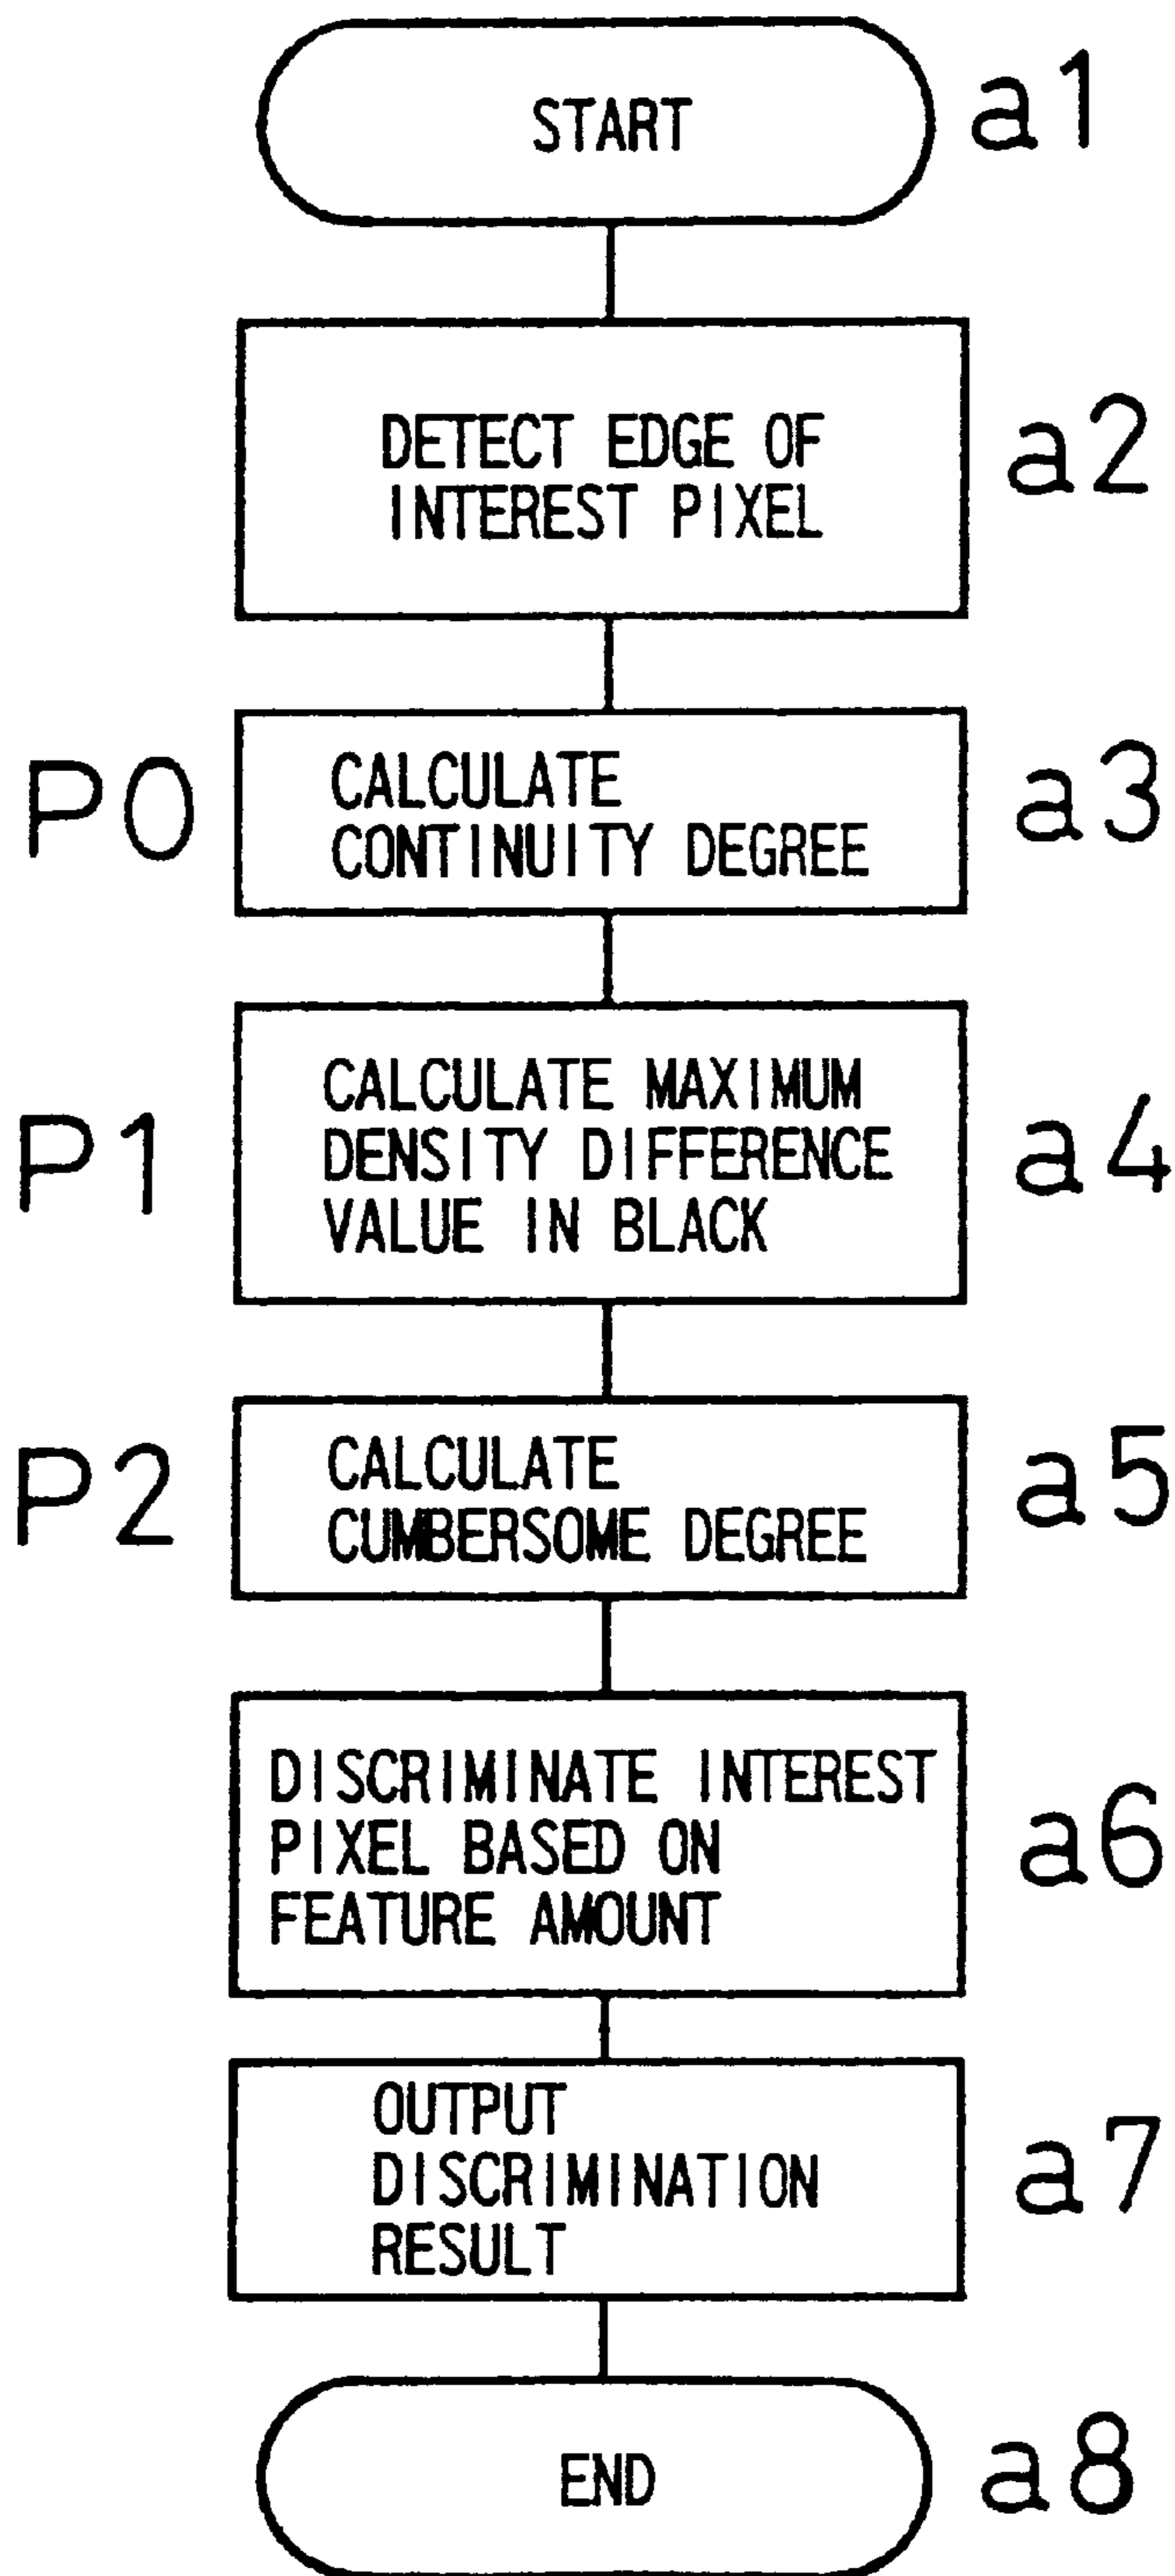 START
a1
DETECT EDGE OF
INTEREST PIXEL
a2
P0
CALCULATE
CONTINUITY DEGREE
a3
P1
CALCULATE MAXIMUM
DENSITY DIFFERENCE
VALUE IN BLACK
a4
P2
CALCULATE
CUMBERSOME DEGREE
a5
DISCRIMINATE INTEREST
PIXEL BASED ON
FEATURE AMOUNT
a6
OUTPUT
DISCRIMINATION
RESULT
a7
END
a8